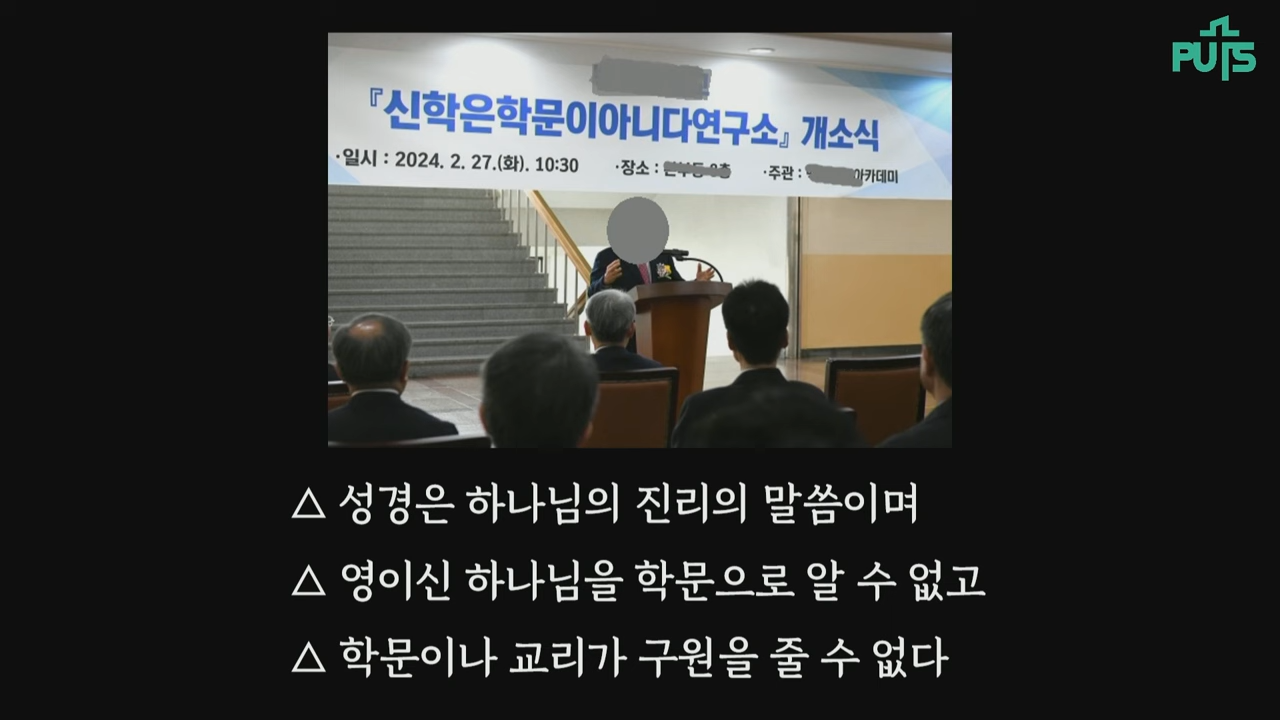 PUTS
『신학은학문이아니다연구소』 개소식
·일시 : 2024. 2. 27.(화). 10:30 ·장소 : ·주관 : 아카데미
△ 성경은 하나님의 진리의 말씀이며
△ 영이신 하나님을 학문으로 알 수 없고
△ 학문이나 교리가 구원을 줄 수 없다